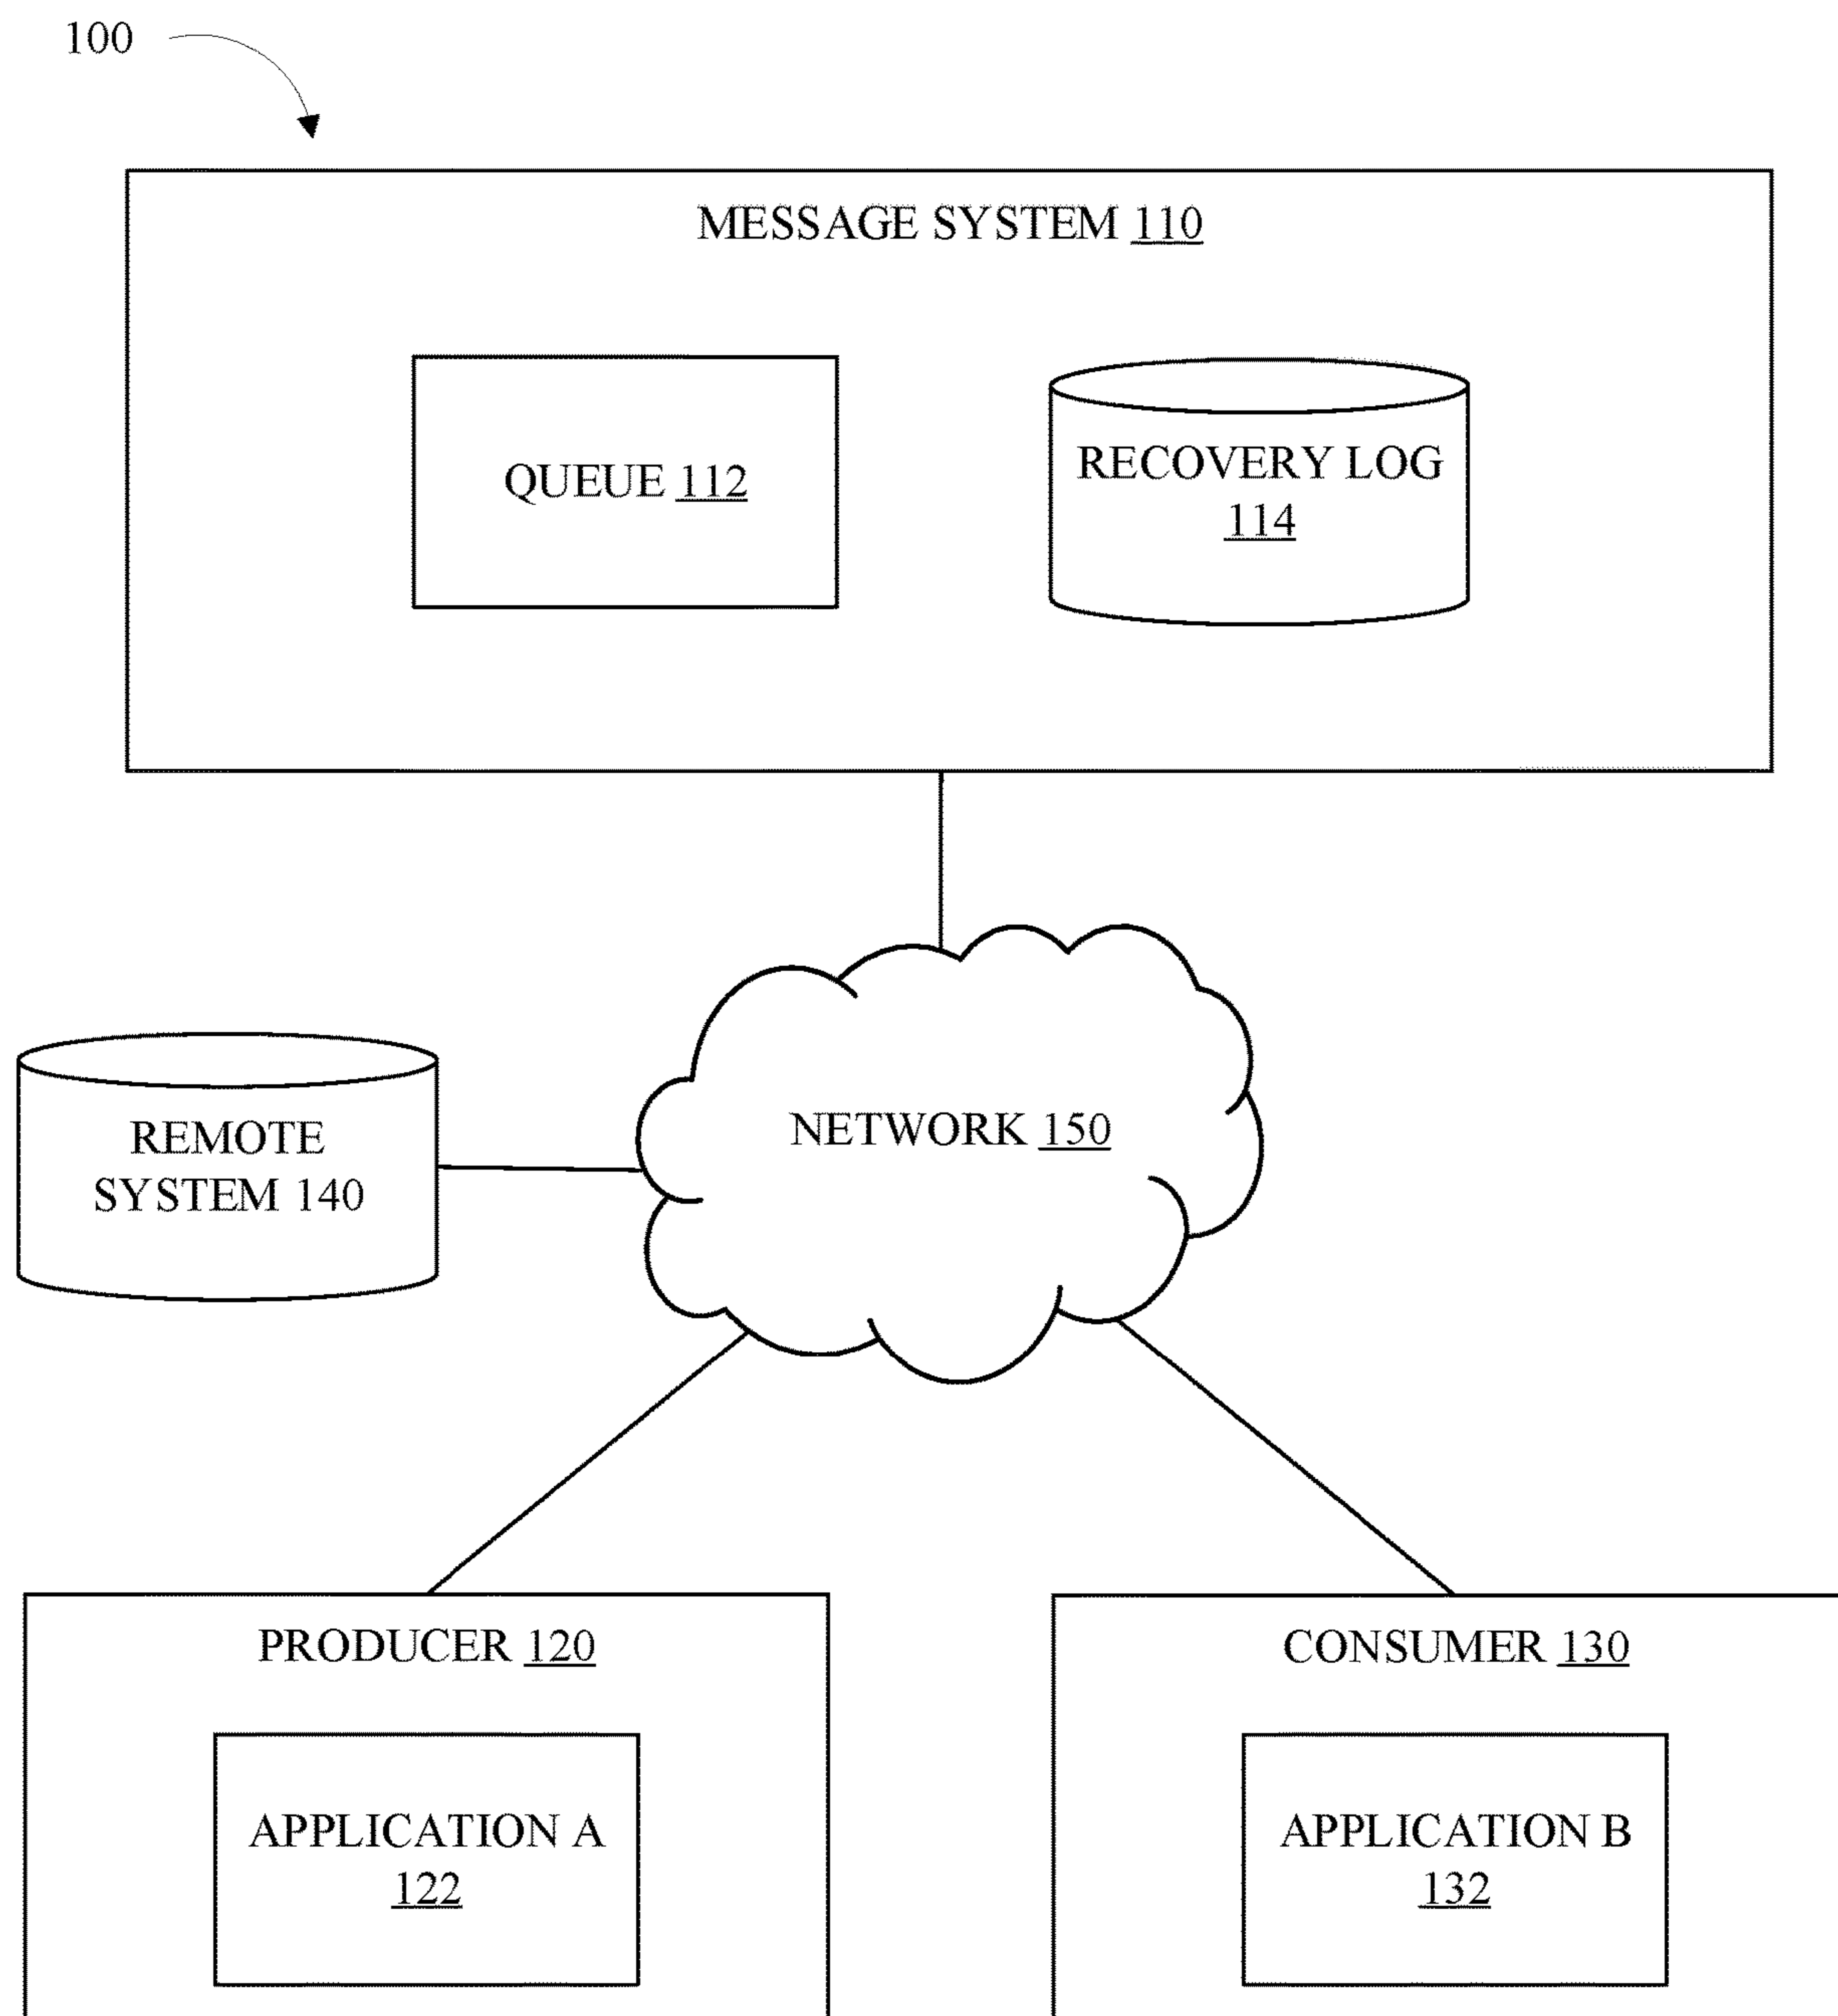 100
MESSAGE SYSTEM 110
QUEUE 112
RECOVERY LOG
114
REMOTE
SYSTEM 140
NETWORK 150
PRODUCER 120
CONSUMER 130
APPLICATION A
122
APPLICATION B
132